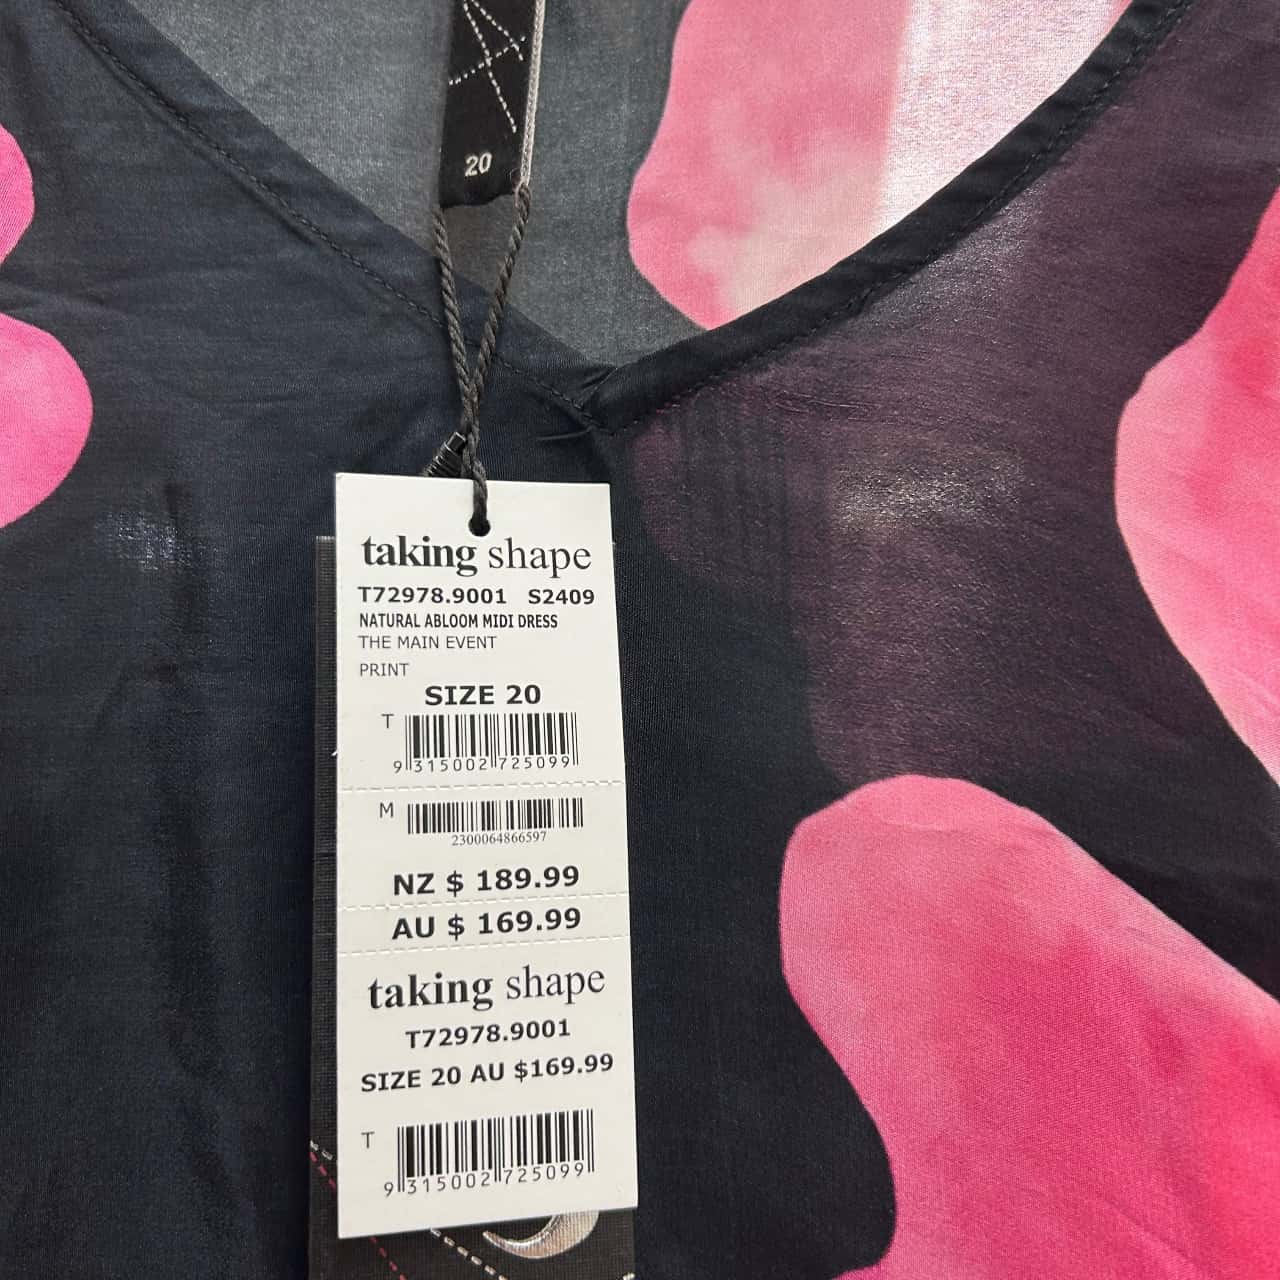 20
taking shape
T72978.9001 S2409
NATURAL ABLOOM MIDI DRESS
THE MAIN EVENT
PRINT
SIZE 20
T
9 315002 725099
M
2300064866597
NZ $ 189.99
AU $ 169.99
taking shape
T72978.9001
SIZE 20 AU $169.99
T
9 315002 725099